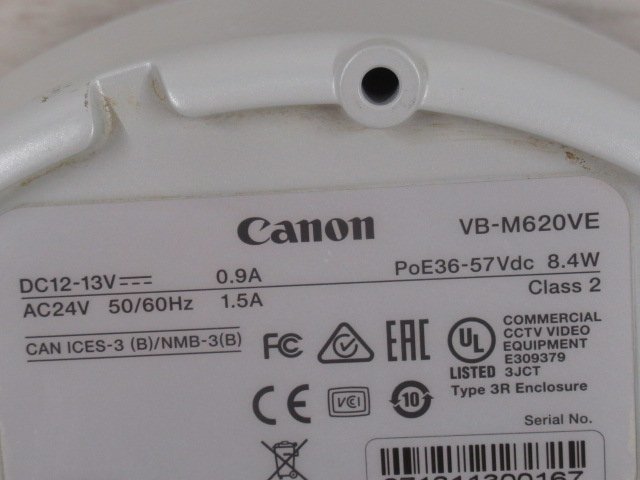 Canon VB-M620VE
DC12-13V 0.9A PoE36-57Vdc 8.4W
AC24V 50/60Hz 1.5A Class 2
CAN ICES-3 (B)/NMB-3(B)
FC EAC UL LISTED
COMMERCIAL
CCTV VIDEO
EQUIPMENT
E309379
3JCT
Type 3R Enclosure
CE VCI 10
Serial No.